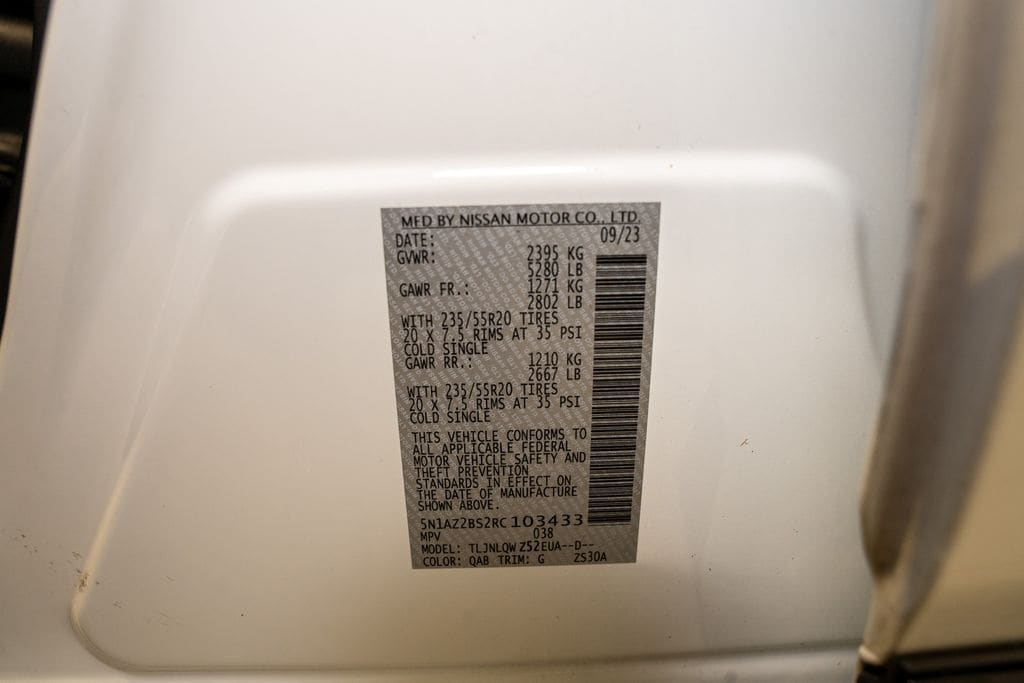 MFD BY NISSAN MOTOR CO., LTD.
DATE: 09/23
GVWR: 2395 KG
5280 LB
GAWR FR.: 1271 KG
2802 LB
WITH 235/55R20 TIRES
20 X 7.5 RIMS AT 35 PSI
COLD SINGLE
GAWR RR.: 1210 KG
2667 LB
WITH 235/55R20 TIRES
20 X 7.5 RIMS AT 35 PSI
COLD SINGLE
THIS VEHICLE CONFORMS TO
ALL APPLICABLE FEDERAL
MOTOR VEHICLE SAFETY AND
THEFT PREVENTION
STANDARDS IN EFFECT ON
THE DATE OF MANUFACTURE
SHOWN ABOVE.
5N1AZ2BS2RC103433
MPV 038
MODEL: TLJNLQWZ52EUA--D--
COLOR: QAB TRIM: G ZS30A